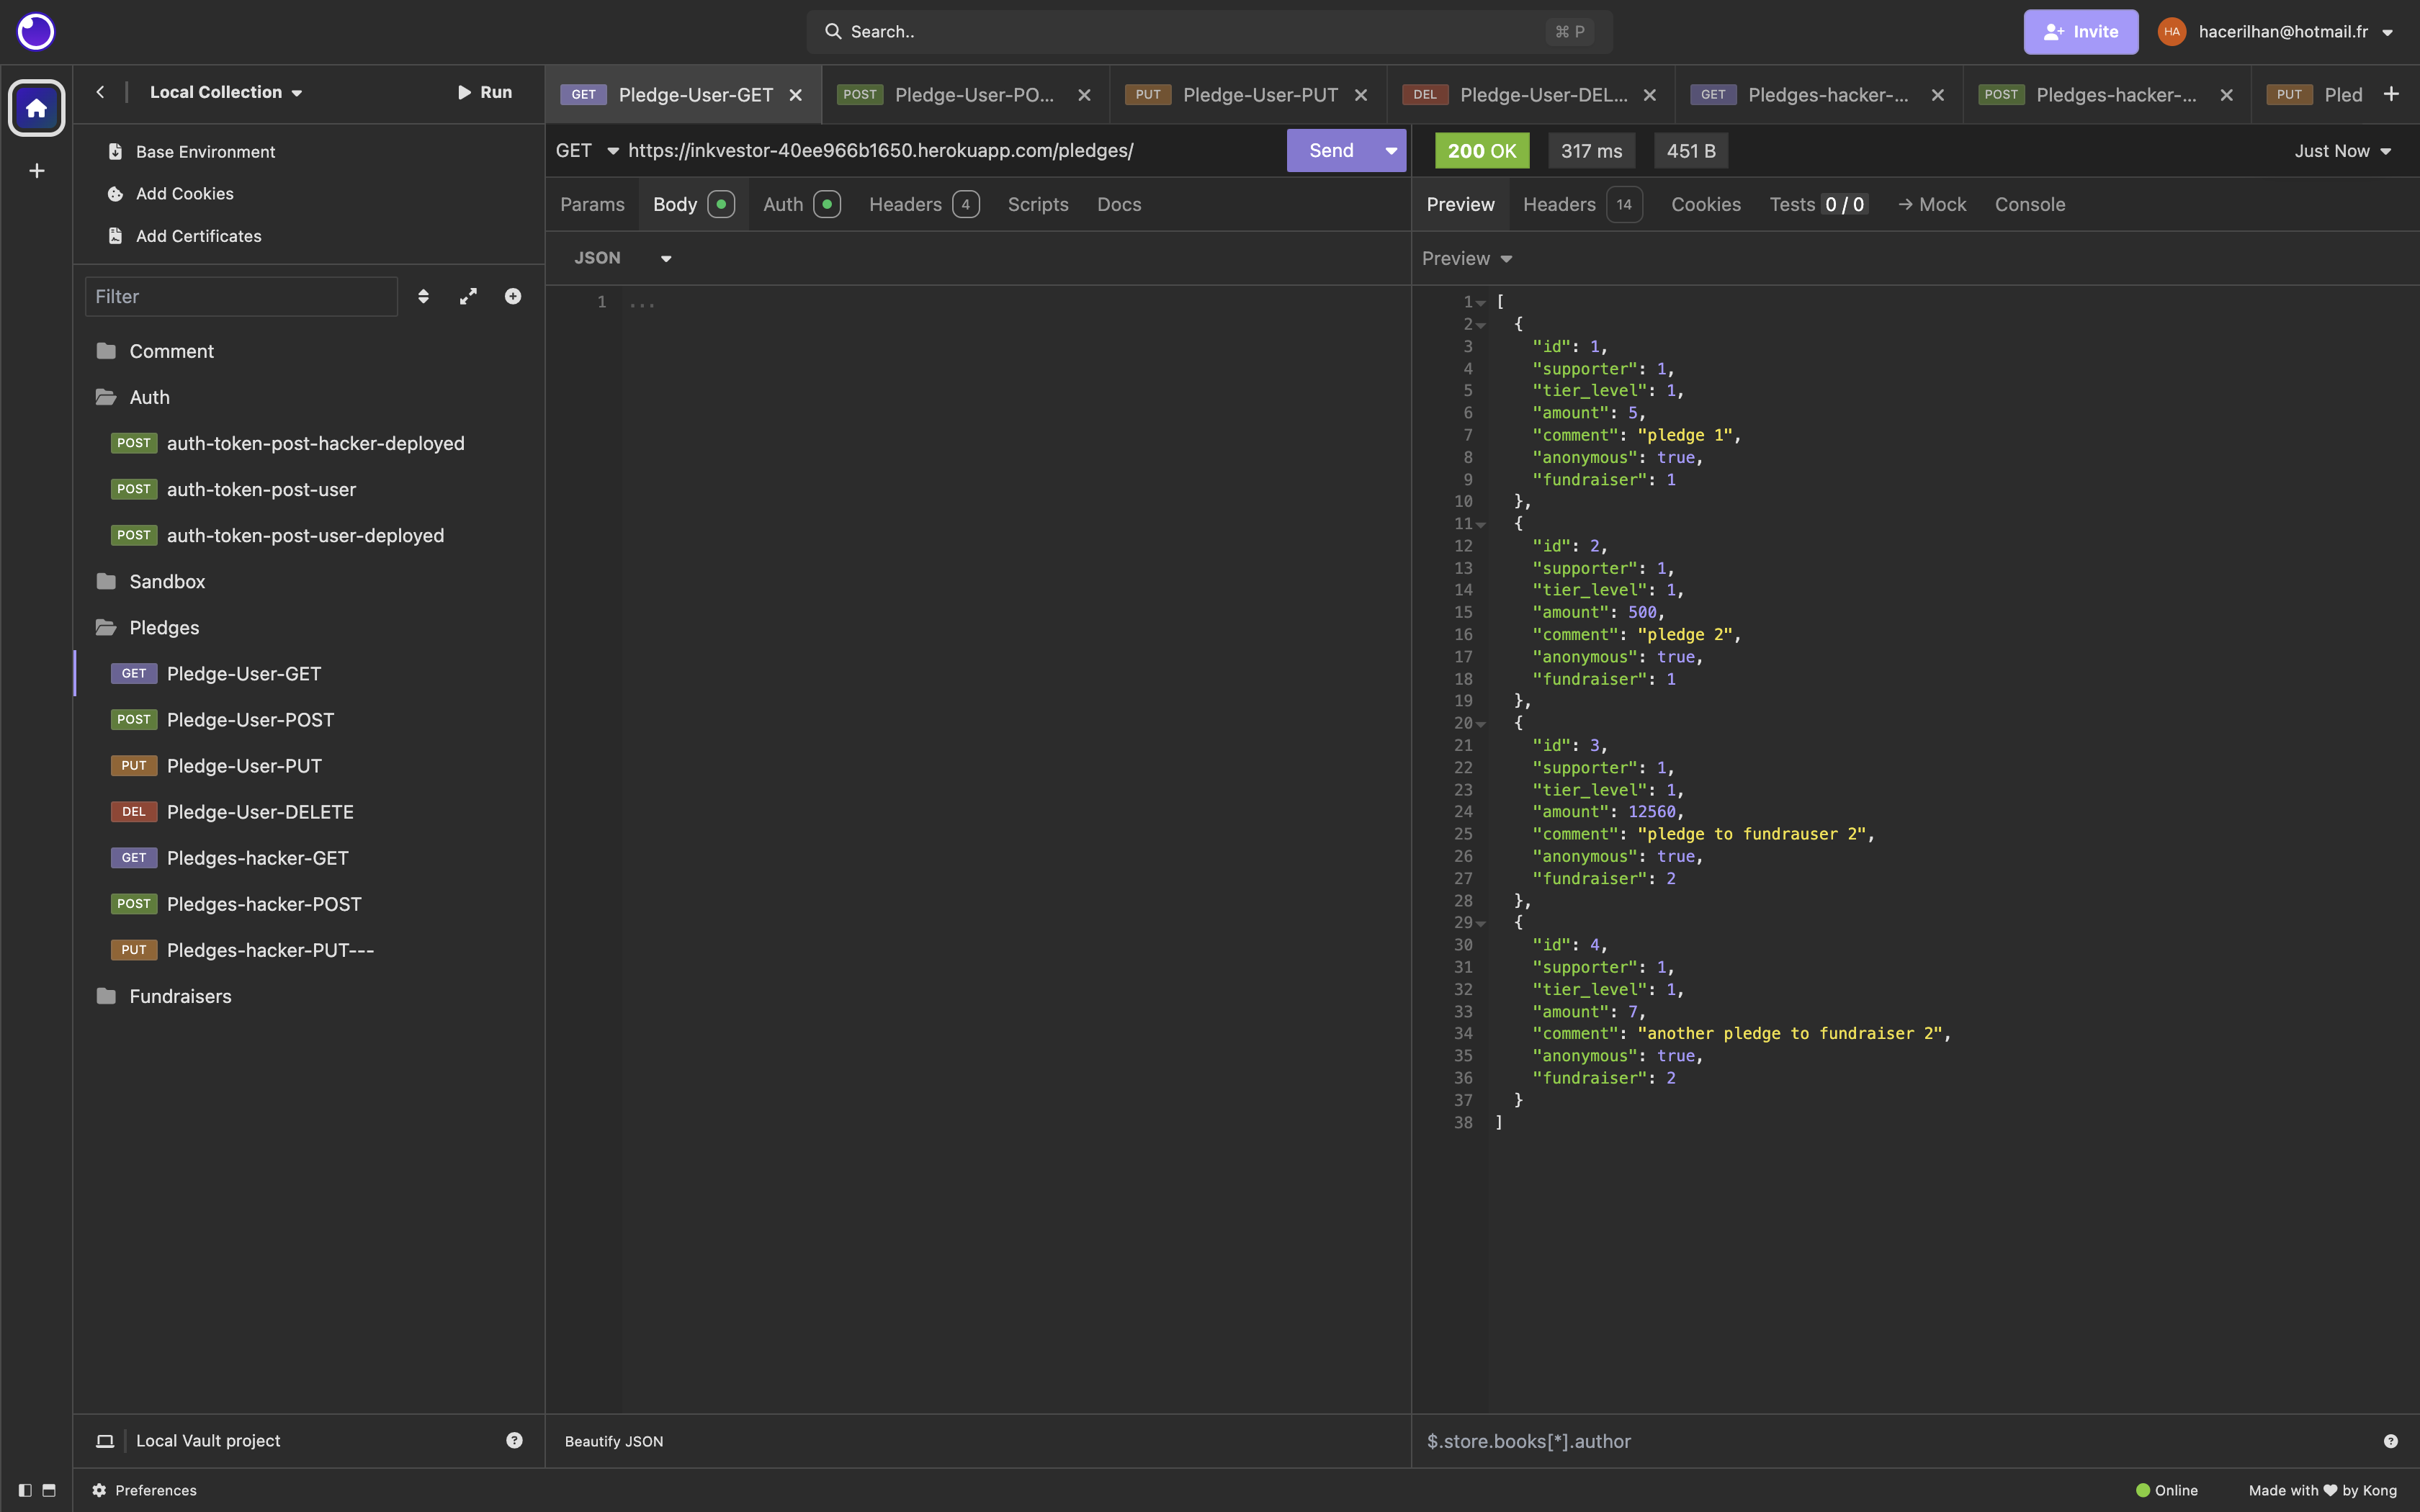 Search..
⌘ P
Invite
HA
hacerilhan@hotmail.fr
Local Collection
Run
GET Pledge-User-GET
POST Pledge-User-PO...
PUT Pledge-User-PUT
DEL Pledge-User-DEL...
GET Pledges-hacker-...
POST Pledges-hacker-...
PUT Pled
Base Environment
Add Cookies
Add Certificates
Filter
Comment
Auth
POST auth-token-post-hacker-deployed
POST auth-token-post-user
POST auth-token-post-user-deployed
Sandbox
Pledges
GET Pledge-User-GET
POST Pledge-User-POST
PUT Pledge-User-PUT
DEL Pledge-User-DELETE
GET Pledges-hacker-GET
POST Pledges-hacker-POST
PUT Pledges-hacker-PUT---
Fundraisers
Local Vault project
GET https://inkvestor-40ee966b1650.herokuapp.com/pledges/
Send
Params Body Auth Headers 4 Scripts Docs
JSON
1 ...
Beautify JSON
200 OK 317 ms 451 B Just Now
Preview Headers 14 Cookies Tests 0 / 0 → Mock Console
Preview
1 [
2 {
3 "id": 1,
4 "supporter": 1,
5 "tier_level": 1,
6 "amount": 5,
7 "comment": "pledge 1",
8 "anonymous": true,
9 "fundraiser": 1
10 },
11 {
12 "id": 2,
13 "supporter": 1,
14 "tier_level": 1,
15 "amount": 500,
16 "comment": "pledge 2",
17 "anonymous": true,
18 "fundraiser": 1
19 },
20 {
21 "id": 3,
22 "supporter": 1,
23 "tier_level": 1,
24 "amount": 12560,
25 "comment": "pledge to fundrauser 2",
26 "anonymous": true,
27 "fundraiser": 2
28 },
29 {
30 "id": 4,
31 "supporter": 1,
32 "tier_level": 1,
33 "amount": 7,
34 "comment": "another pledge to fundraiser 2",
35 "anonymous": true,
36 "fundraiser": 2
37 }
38 ]
$.store.books[*].author
Preferences
Online
Made with ♥ by Kong